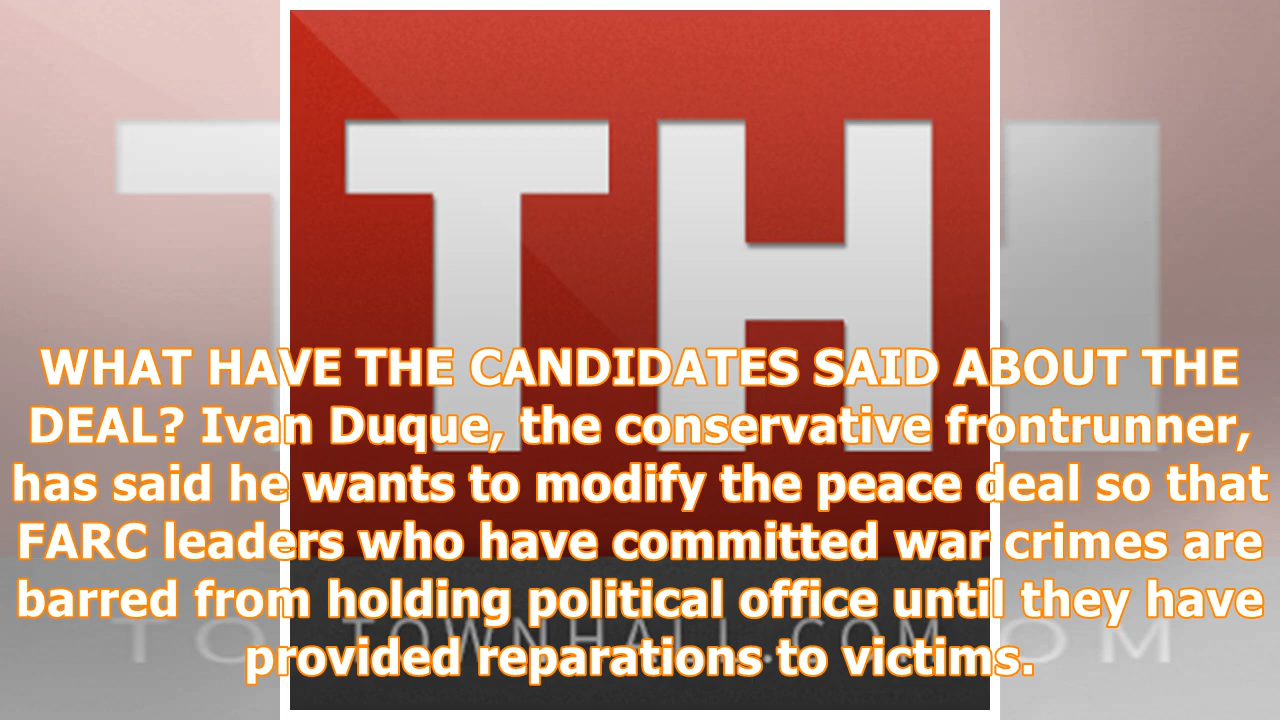 TH
WHAT HAVE THE CANDIDATES SAID ABOUT THE
DEAL? Ivan Duque, the conservative frontrunner,
has said he wants to modify the peace deal so that
FARC leaders who have committed war crimes are
barred from holding political office until they have
provided reparations to victims.
TOWNHALL.COM